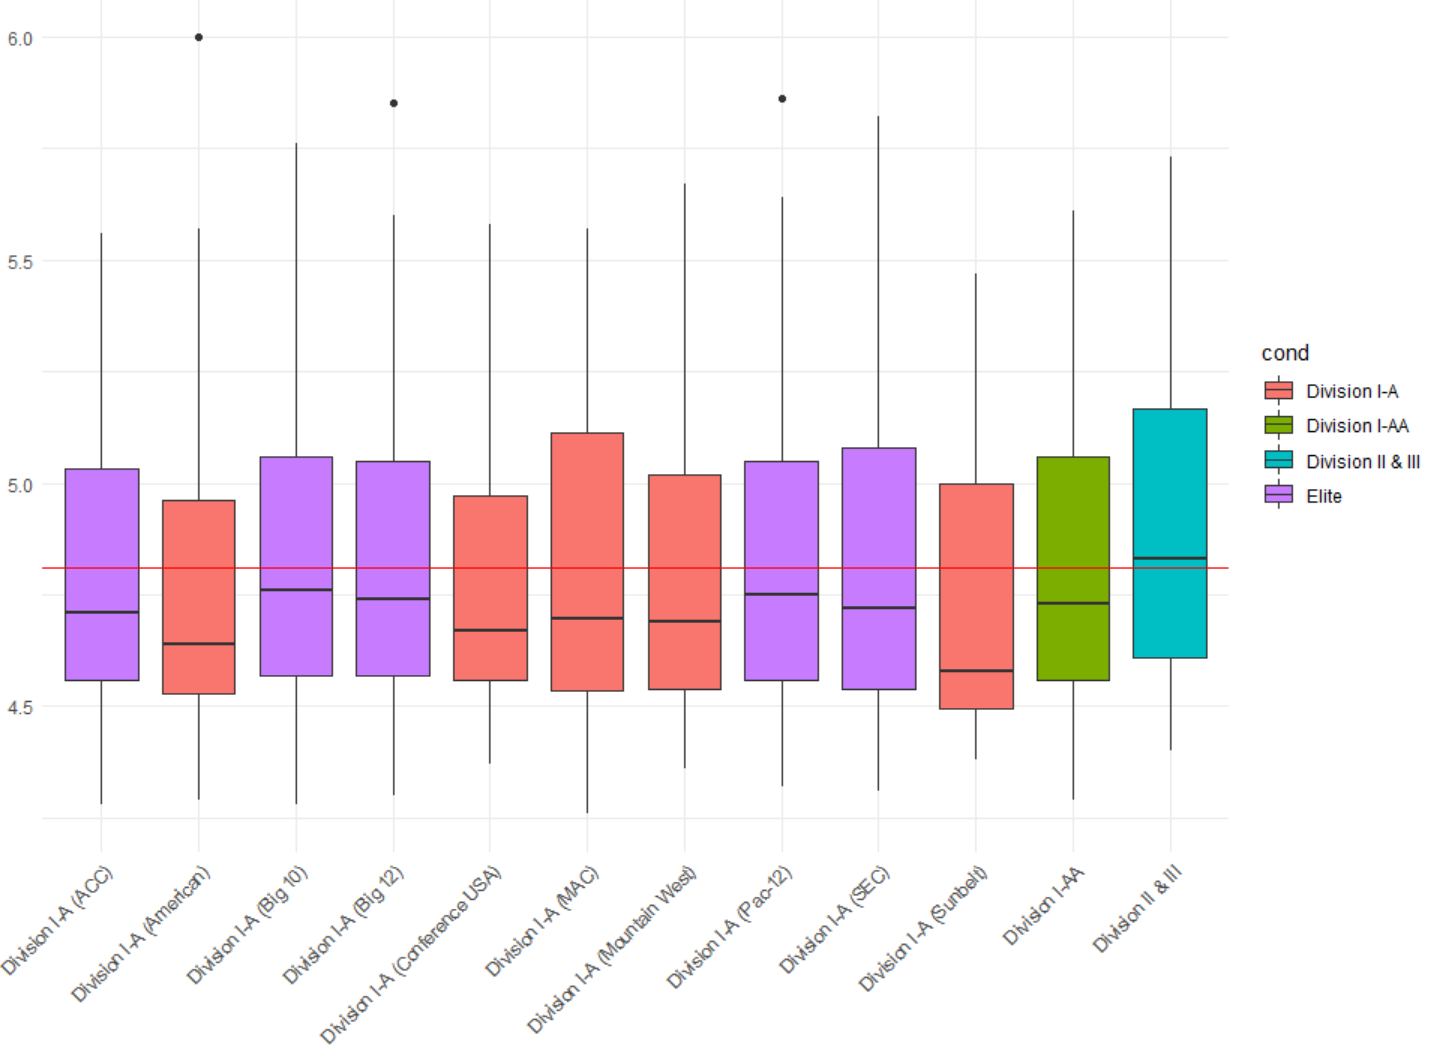 6.0
5.5
5.0
4.5
Division I-A (ACC)
Division I-A (American)
Division I-A (Big 10)
Division I-A (Big 12)
Division I-A (Conference USA)
Division I-A (MAC)
Division I-A (Mountain West)
Division I-A (Pac-12)
Division I-A (SEC)
Division I-A (Sunbelt)
Division I-AA
Division II & III
cond
Division I-A
Division I-AA
Division II & III
Elite